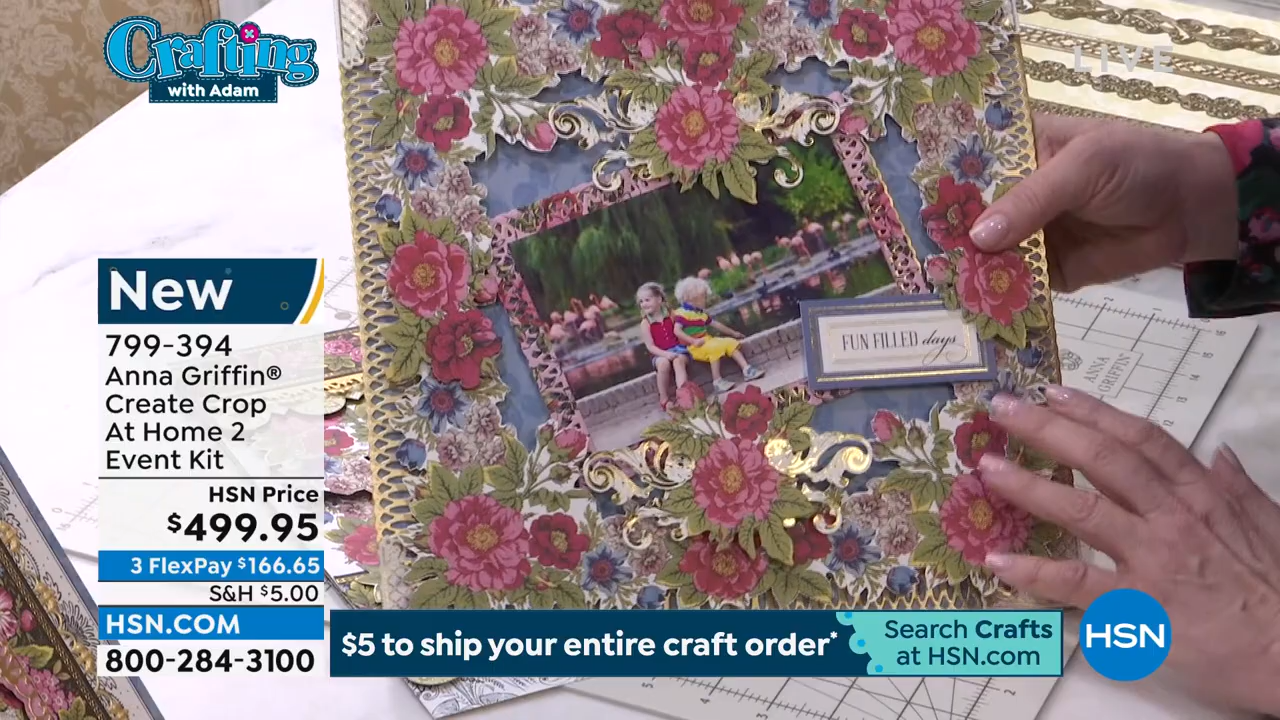 Crafting
with Adam
LIVE
New
799-394
Anna Griffin®
Create Crop
At Home 2
Event Kit
HSN Price
$499.95
3 FlexPay $166.65
S&H $5.00
HSN.COM
800-284-3100
FUN FILLED days
ANNA
GRIFFIN
$5 to ship your entire craft order*
Search Crafts
at HSN.com
HSN